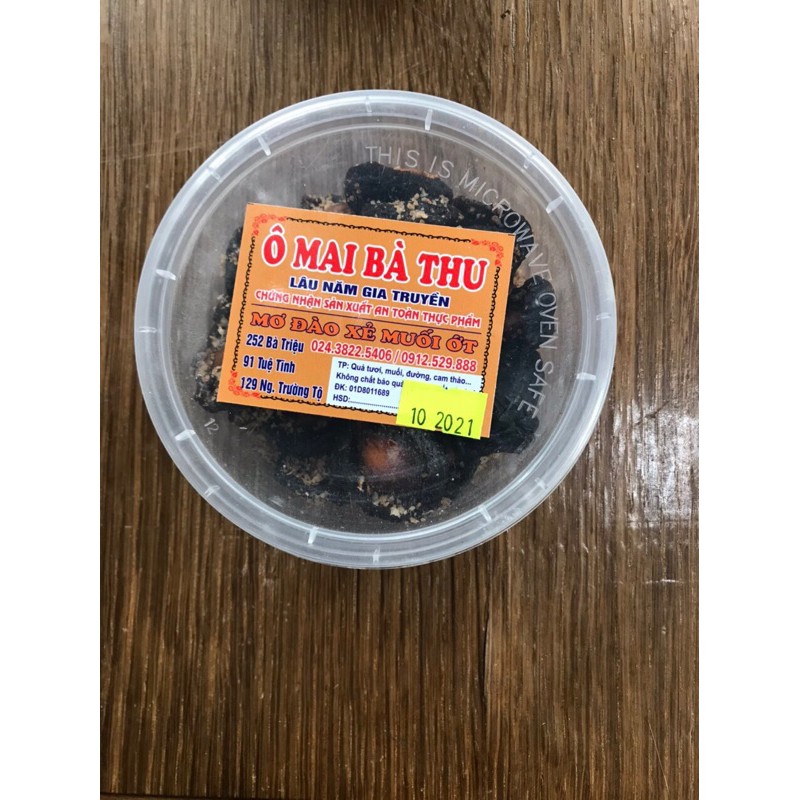 THIS IS MICROWAVE OVEN SAFE
Ô MAI BÀ THU
LÂU NĂM GIA TRUYỀN
CHỨNG NHẬN SẢN XUẤT AN TOÀN THỰC PHẨM
MƠ ĐÀO XẺ MUỐI ỚT
252 Bà Triệu 024.3822.5406 / 0912.529.888
91 Tuệ Tĩnh
129 Ng. Trường Tộ
TP: Quả tươi, muối, đường, cam thảo...
Không chất bảo quả
ĐK: 01D8011689
HSD:
10 2021